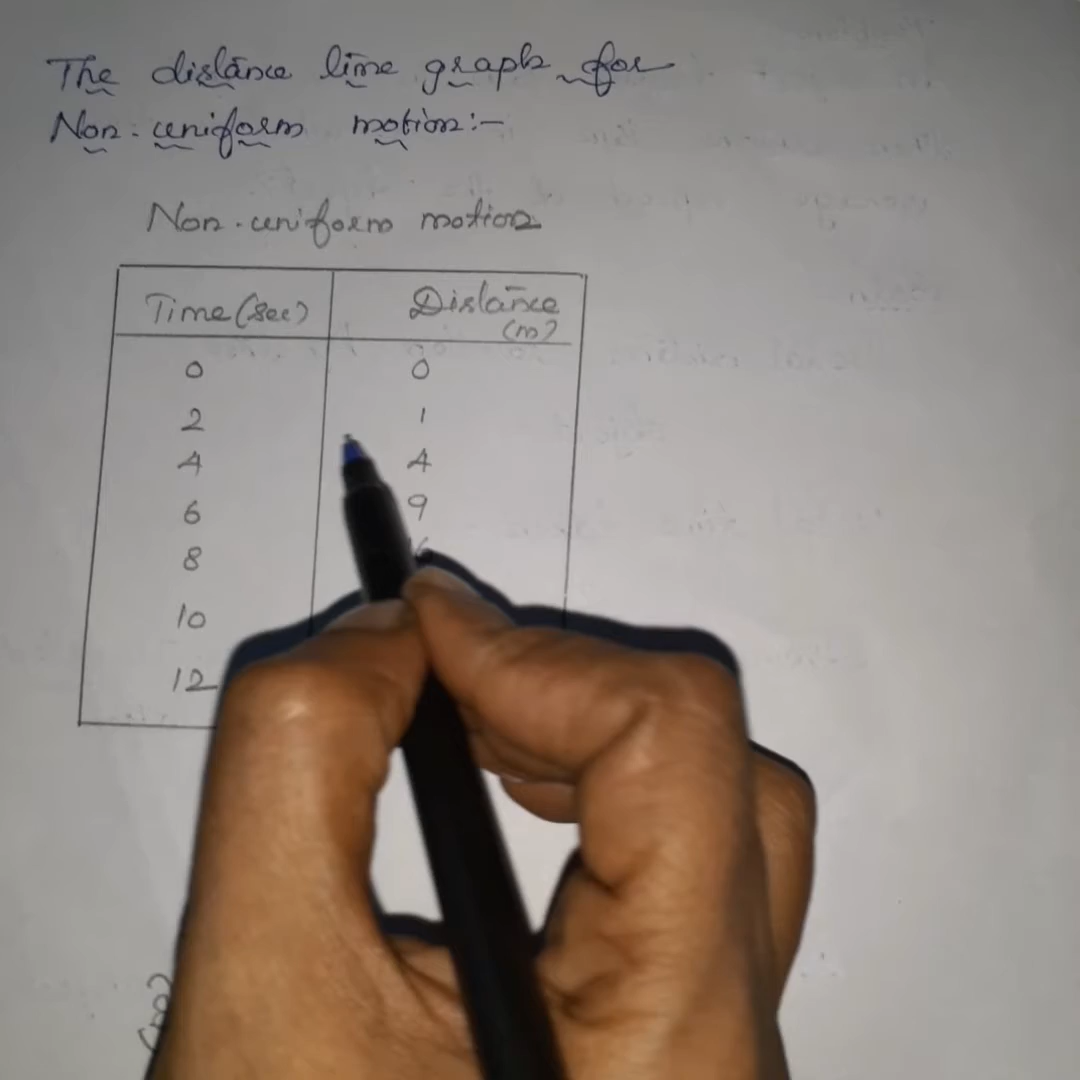 The distance time graph for
Non-uniform motion:-
Non-uniform motion
Time (sec) Distance (m)
0 0
2 1
4 4
6 9
8
10
12
(m)